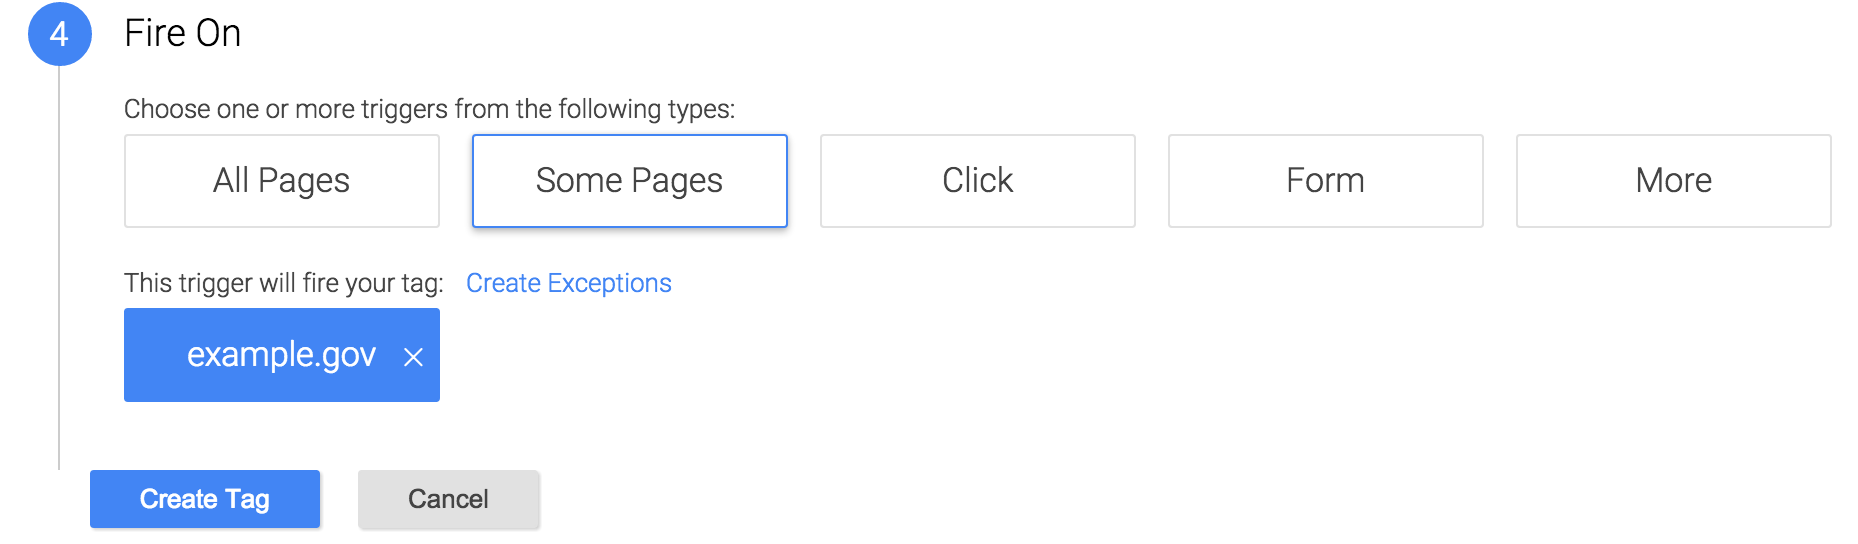 4 Fire On
Choose one or more triggers from the following types:
All Pages Some Pages Click Form More
This trigger will fire your tag: Create Exceptions
example.gov ×
Create Tag Cancel